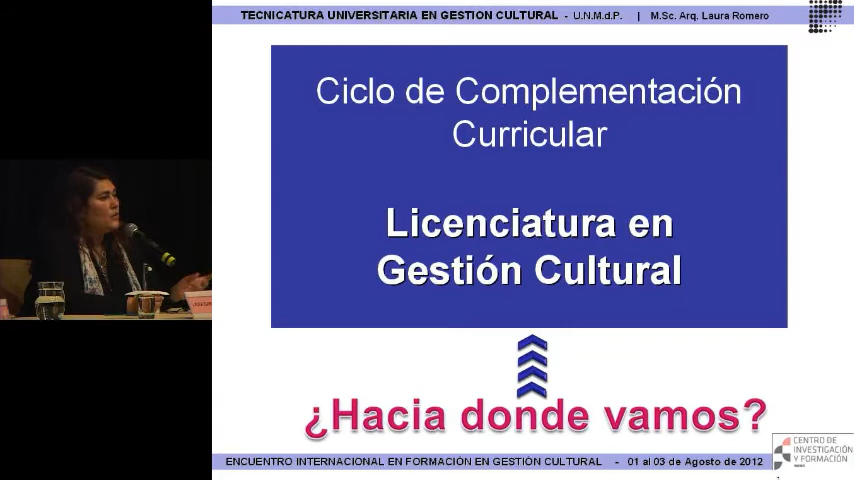 TECNICATURA UNIVERSITARIA EN GESTION CULTURAL - U.N.M.d.P. | M.Sc. Arq. Laura Romero
Ciclo de Complementación
Curricular
Licenciatura en
Gestión Cultural
¿Hacia donde vamos?
CENTRO DE
INVESTIGACIÓN
Y FORMACIÓN
ENCUENTRO INTERNACIONAL EN FORMACIÓN EN GESTIÓN CULTURAL - 01 al 03 de Agosto de 2012